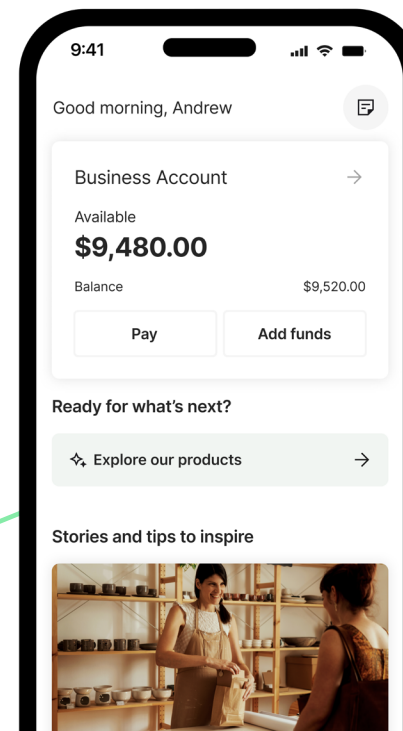 9:41
Good morning, Andrew
Business Account
Available
$9,480.00
Balance $9,520.00
Pay Add funds
Ready for what’s next?
Explore our products
Stories and tips to inspire